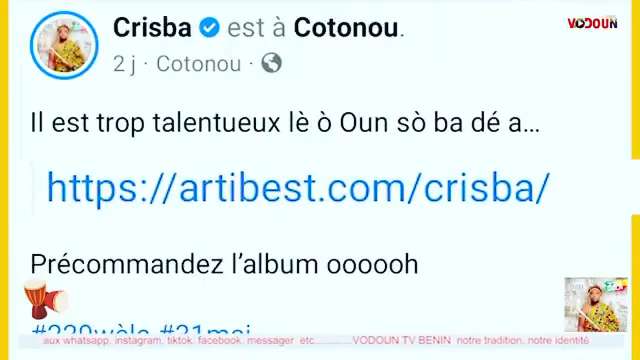 VODOUN
Crisba est à Cotonou.
2 j · Cotonou ·
Il est trop talentueux lè ò Oun sò ba dé a...
https://artibest.com/crisba/
Précommandez l'album oooooh
aux whatsapp, instagram, tiktok, facebook, messager etc.............VODOUN TV BENIN notre tradition, notre identité